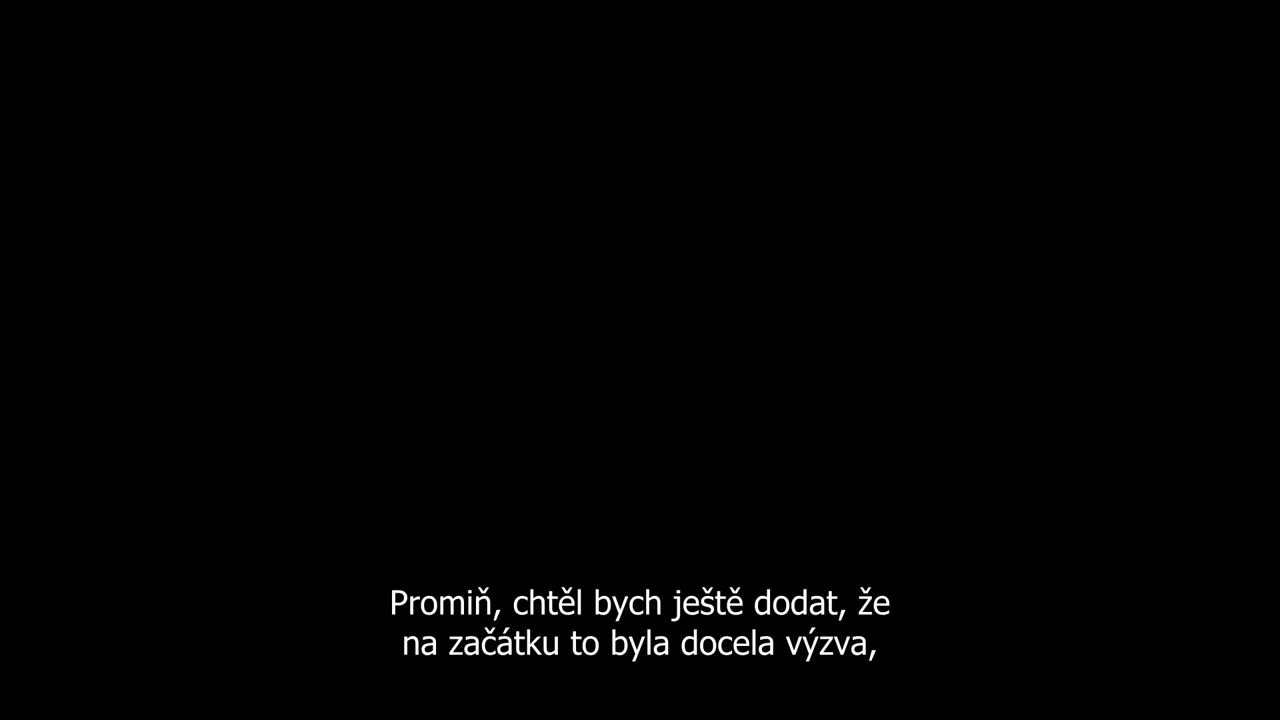 Promiň, chtěl bych ještě dodat, že
na začátku to byla docela výzva,